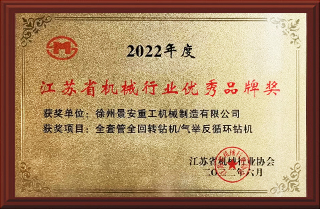 2022年度
江苏省机械行业优秀品牌奖
获奖单位：徐州景安重工机械制造有限公司
获奖项目：全套管全回转钻机/气举反循环钻机
江苏省机械行业协会
二〇二二年六月